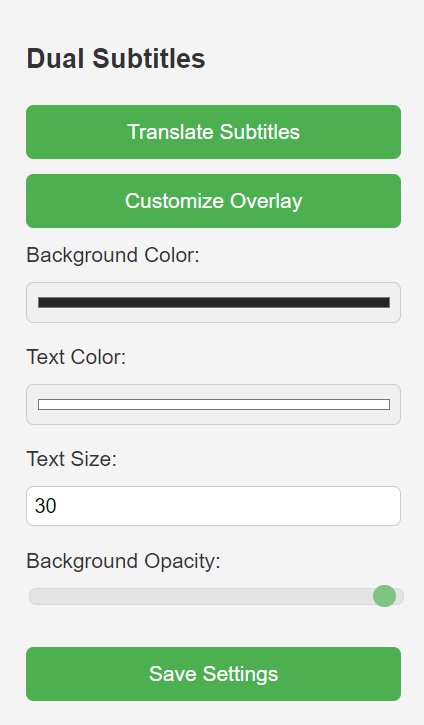 Dual Subtitles
Translate Subtitles
Customize Overlay
Background Color:
Text Color:
Text Size:
30
Background Opacity:
Save Settings